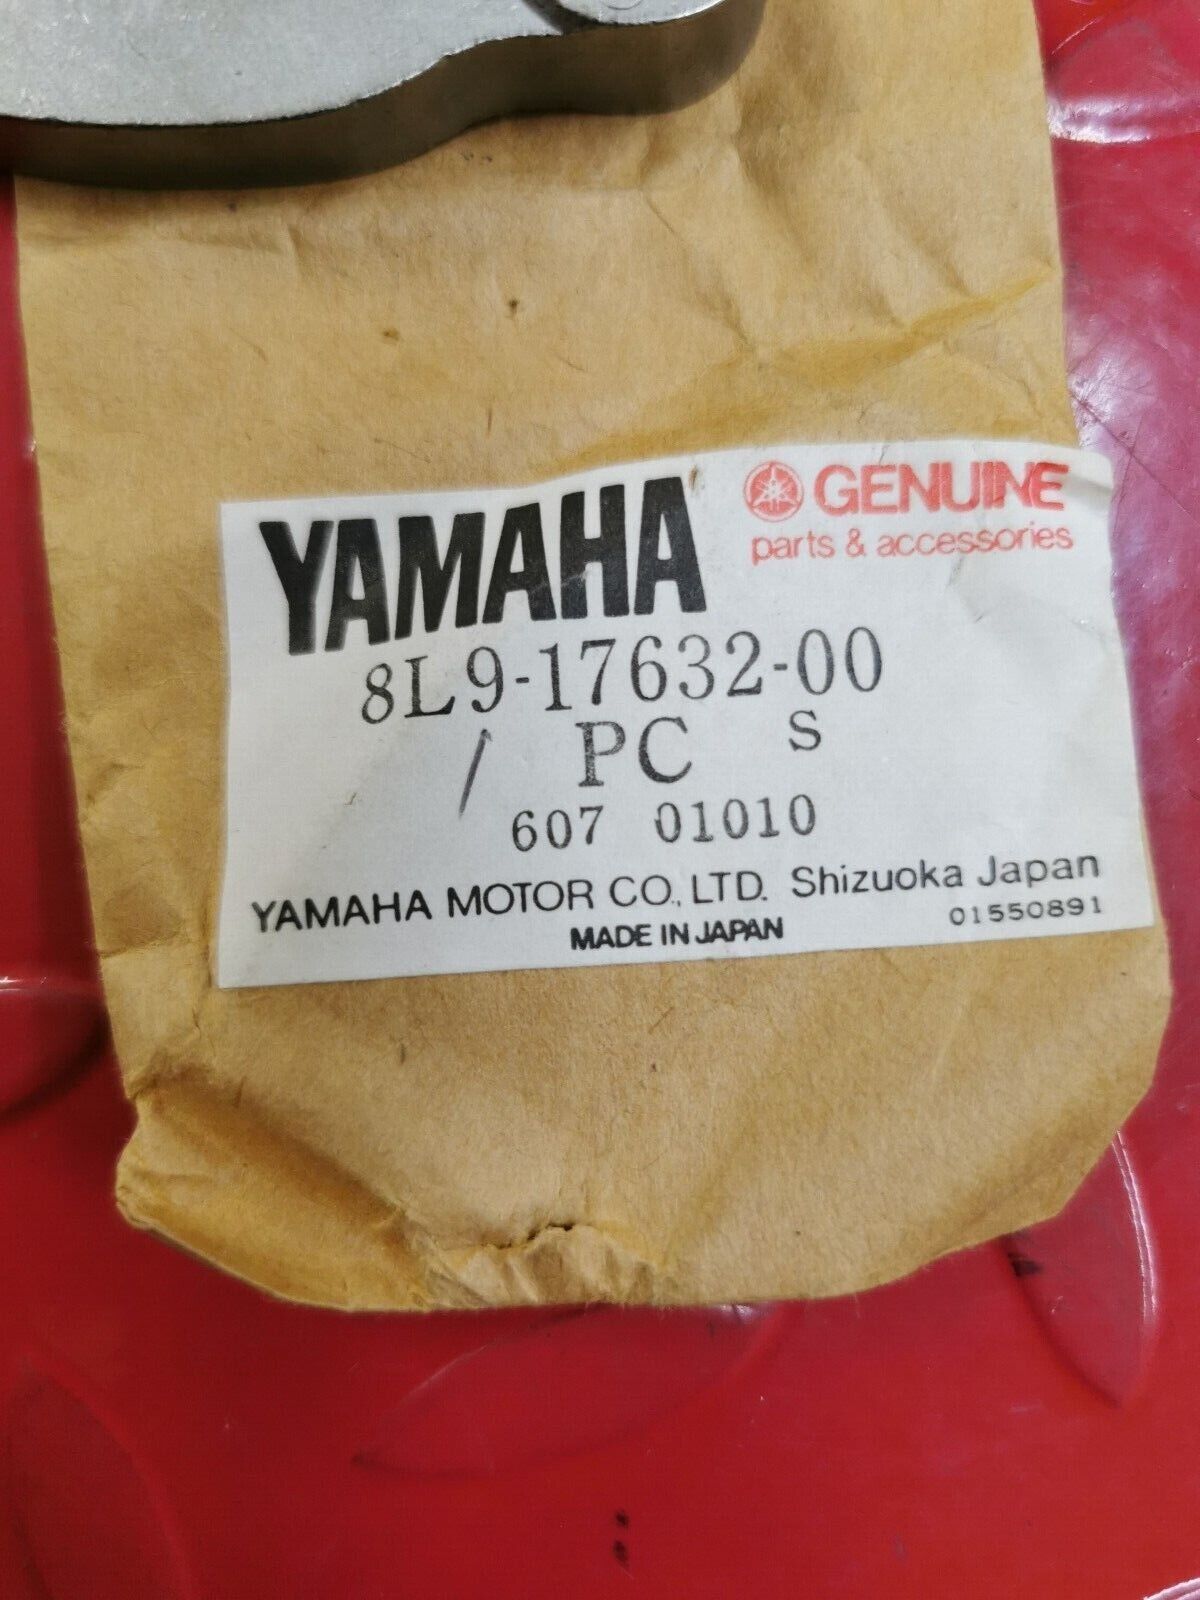 YAMAHA
GENUINE
parts & accessories
8L9-17632-00
/ PC S
607 01010
YAMAHA MOTOR CO., LTD. Shizuoka Japan
MADE IN JAPAN
01550891